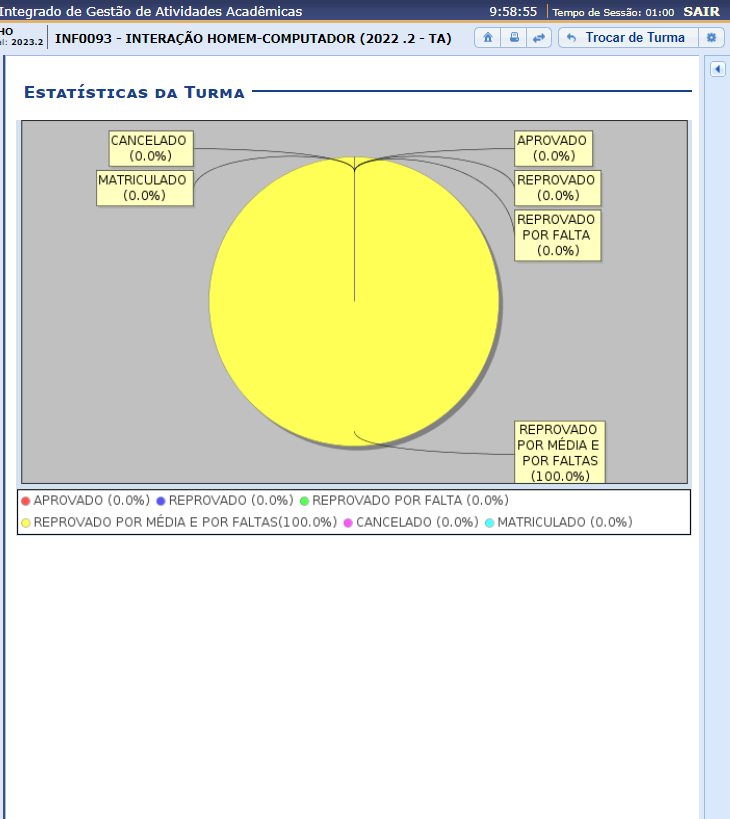 Integrado de Gestão de Atividades Acadêmicas 9:58:55 Tempo de Sessão: 01:00 SAIR
HO
el: 2023.2 INF0093 - INTERAÇÃO HOMEM-COMPUTADOR (2022 .2 - TA) Trocar de Turma
Estatísticas da Turma
CANCELADO
(0.0%)
MATRICULADO
(0.0%)
APROVADO
(0.0%)
REPROVADO
(0.0%)
REPROVADO
POR FALTA
(0.0%)
REPROVADO
POR MÉDIA E
POR FALTAS
(100.0%)
APROVADO (0.0%) REPROVADO (0.0%) REPROVADO POR FALTA (0.0%)
REPROVADO POR MÉDIA E POR FALTAS(100.0%) CANCELADO (0.0%) MATRICULADO (0.0%)